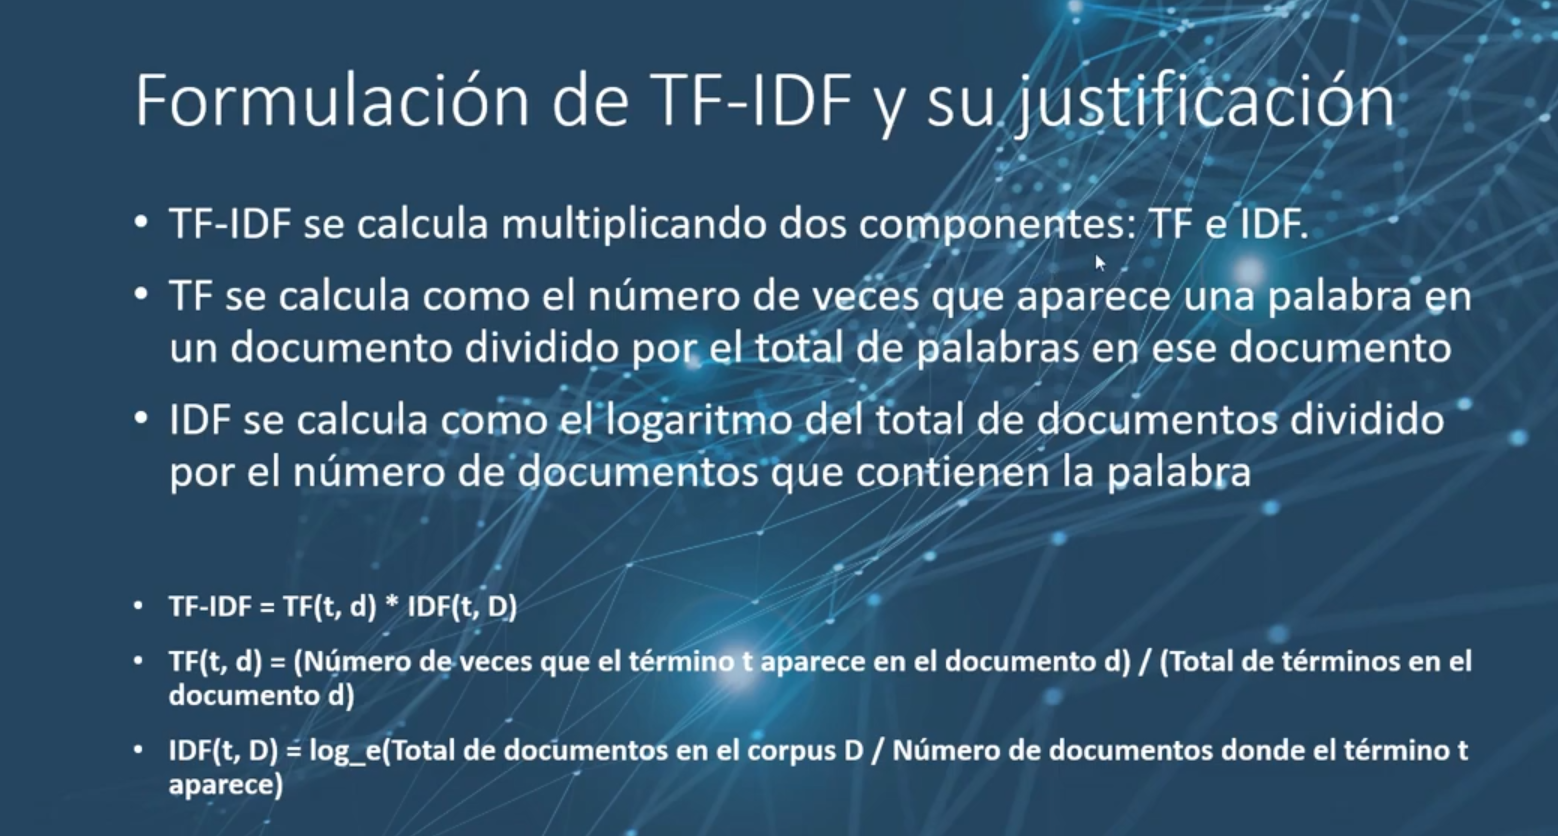 Formulación de TF-IDF y su justificación
• TF-IDF se calcula multiplicando dos componentes: TF e IDF.
• TF se calcula como el número de veces que aparece una palabra en
un documento dividido por el total de palabras en ese documento
• IDF se calcula como el logaritmo del total de documentos dividido
por el número de documentos que contienen la palabra
• TF-IDF = TF(t, d) * IDF(t, D)
• TF(t, d) = (Número de veces que el término t aparece en el documento d) / (Total de términos en el
documento d)
• IDF(t, D) = log_e(Total de documentos en el corpus D / Número de documentos donde el término t
aparece)